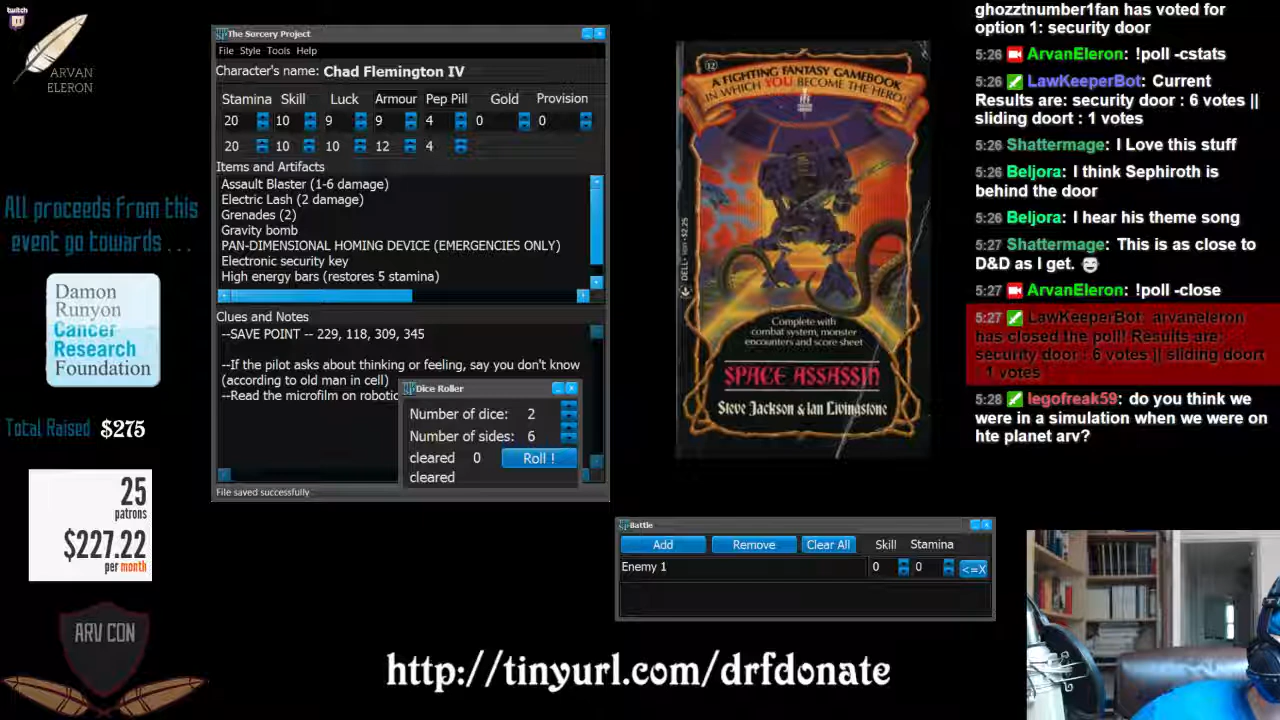 twitch
ARVAN
ELERON
All proceeds from this
event go towards . . .
Damon
Runyon
Cancer
Research
Foundation
Total Raised $275
25
patrons
$227.22
per month
ARV CON
The Sorcery Project
File Style Tools Help
Character's name: Chad Flemington IV
Stamina Skill Luck Armour Pep Pill Gold Provision
20 10 9 9 4 0 0
20 10 10 12 4
Items and Artifacts
Assault Blaster (1-6 damage)
Electric Lash (2 damage)
Grenades (2)
Gravity bomb
PAN-DIMENSIONAL HOMING DEVICE (EMERGENCIES ONLY)
Electronic security key
High energy bars (restores 5 stamina)
Clues and Notes
--SAVE POINT -- 229, 118, 309, 345
--If the pilot asks about thinking or feeling, say you don't know
(according to old man in cell)
--Read the microfilm on robotic
File saved successfully
Dice Roller
Number of dice: 2
Number of sides: 6
cleared 0 Roll !
cleared
12
A FIGHTING FANTASY GAMEBOOK
IN WHICH YOU BECOME THE HERO!
DELL • $2.25
Complete with
combat system, monster
encounters and score sheet
SPACE ASSASSIN
Steve Jackson & Ian Livingstone
Battle
Add Remove Clear All Skill Stamina
Enemy 1 0 0 <=X
http://tinyurl.com/drfdonate
ghozztnumber1fan has voted for
option 1: security door
5:26 ArvanEleron: !poll -cstats
5:26 LawKeeperBot: Current
Results are: security door : 6 votes ||
sliding doort : 1 votes
5:26 Shattermage: I Love this stuff
5:26 Beljora: I think Sephiroth is
behind the door
5:26 Beljora: I hear his theme song
5:27 Shattermage: This is as close to
D&D as I get.
5:27 ArvanEleron: !poll -close
5:27 LawKeeperBot: arvaneleron
has closed the poll! Results are:
security door : 6 votes || sliding doort
: 1 votes
5:28 legofreak59: do you think we
were in a simulation when we were on
hte planet arv?